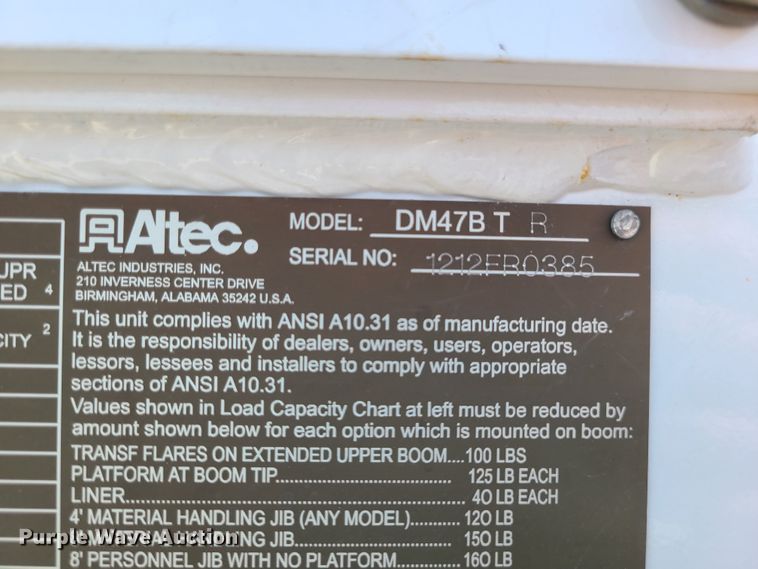 UPR
ED 4
CITY 2
Altec.
ALTEC INDUSTRIES, INC.
210 INVERNESS CENTER DRIVE
BIRMINGHAM, ALABAMA 35242 U.S.A.
MODEL: DM47B T R
SERIAL NO: 1212FR0385
This unit complies with ANSI A10.31 as of manufacturing date.
It is the responsibility of dealers, owners, users, operators,
lessors, lessees and installers to comply with appropriate
sections of ANSI A10.31.
Values shown in Load Capacity Chart at left must be reduced by
amount shown below for each option which is mounted on boom:
TRANSF FLARES ON EXTENDED UPPER BOOM....100 LBS
PLATFORM AT BOOM TIP............................ 125 LB EACH
LINER.................................................... 40 LB EACH
4' MATERIAL HANDLING JIB (ANY MODEL)........120 LB
HANDLING JIB......................150 LB
8' PERSONNEL JIB WITH NO PLATFORM.........160 LB
Purple Wave Auction